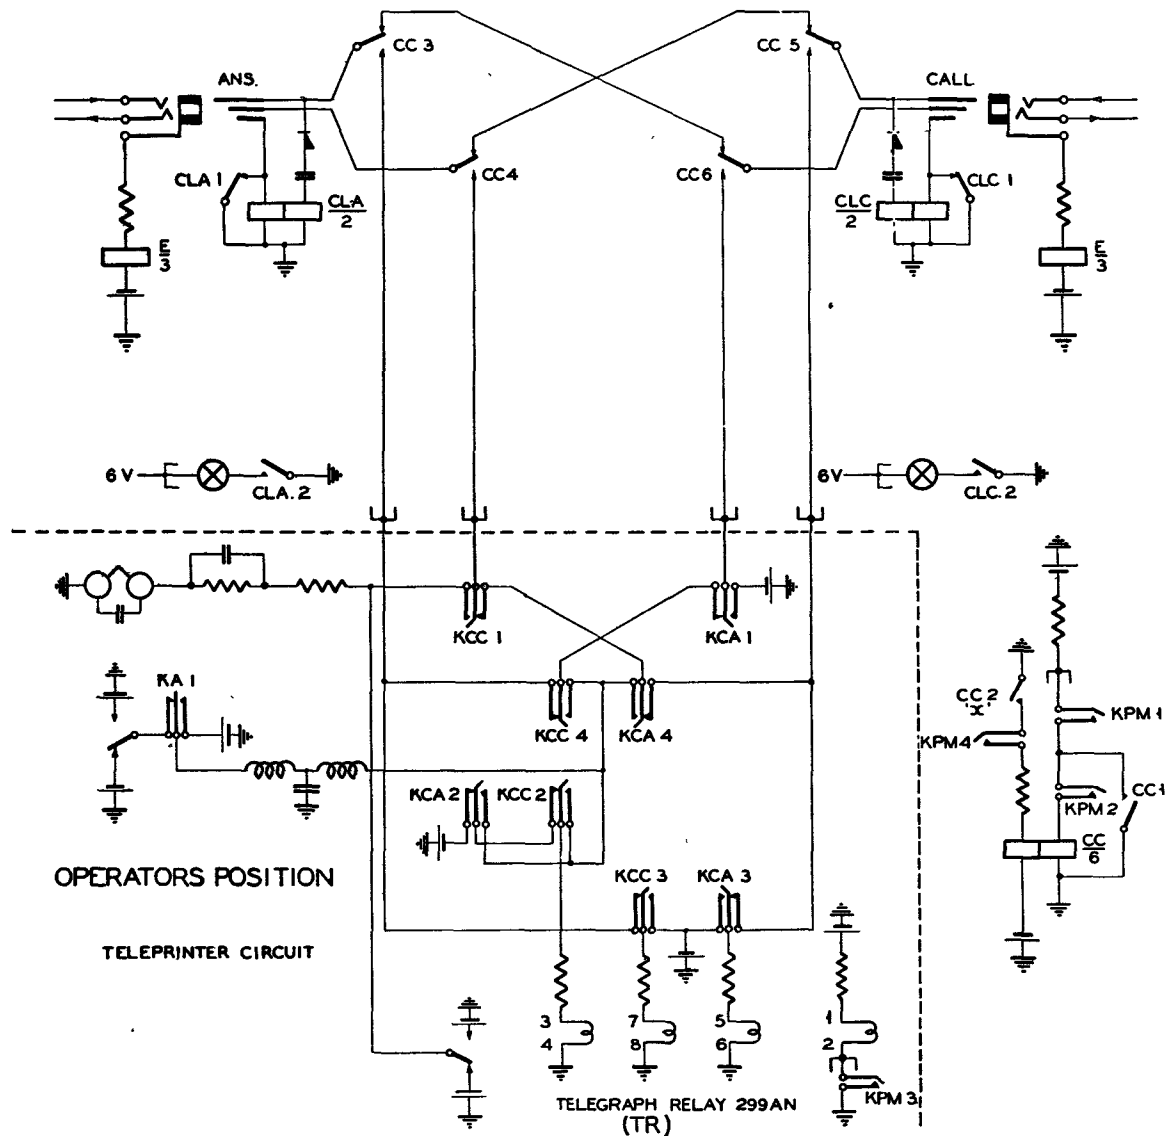 CC 3
CC 5
ANS.
CALL
CC4
CC6
CLA 1
CLA
2
CLC
2
CLC 1
E
3
E
3
6 V
CLA. 2
6V
CLC. 2
KCC 1
KCA 1
KA 1
KCC 4
KCA 4
CC 2
'X'
KPM 1
KPM4
KCA 2
KCC 2
KPM 2
CC1
CC
6
OPERATORS POSITION
KCC 3
KCA 3
TELEPRINTER CIRCUIT
3
7
5
1
4
8
6
2
KPM 3
TELEGRAPH RELAY 299AN
(TR)